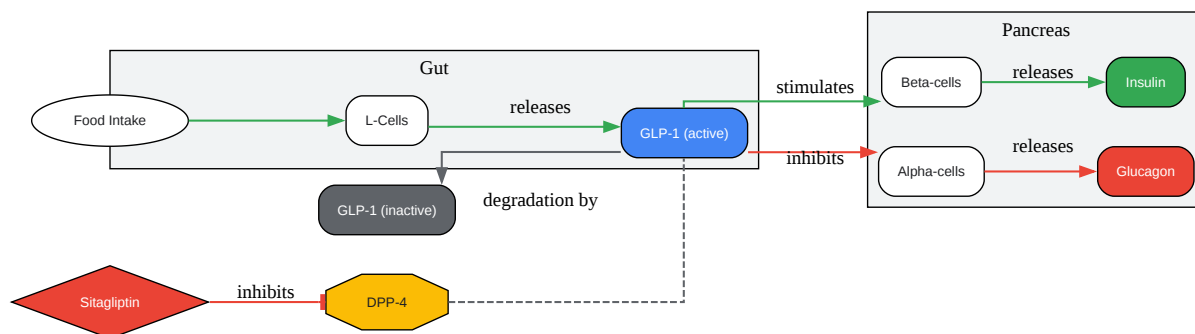 Gut
Pancreas
Food Intake
L-Cells
releases
GLP-1 (active)
stimulates
Beta-cells
releases
Insulin
inhibits
Alpha-cells
releases
Glucagon
GLP-1 (inactive)
degradation by
Sitagliptin
inhibits
DPP-4